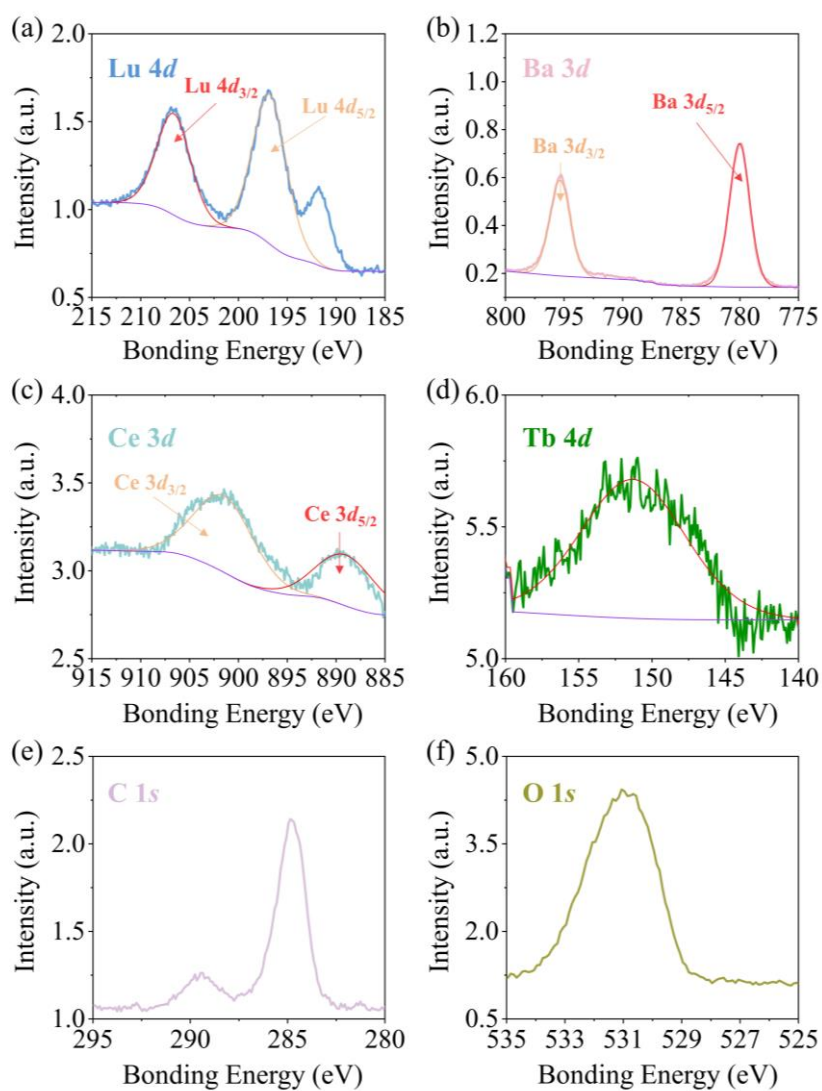 (a)
Lu 4d
Lu 4d3/2
Lu 4d5/2
2.0
1.5
1.0
0.5
215 210 205 200 195 190 185
Intensity (a.u.)
Bonding Energy (eV)
(b)
Ba 3d
Ba 3d5/2
Ba 3d3/2
1.2
1.0
0.8
0.6
0.4
0.2
800 795 790 785 780 775
Intensity (a.u.)
Bonding Energy (eV)
(c)
Ce 3d
Ce 3d3/2
Ce 3d5/2
4.0
3.5
3.0
2.5
915 910 905 900 895 890 885
Intensity (a.u.)
Bonding Energy (eV)
(d)
Tb 4d
6.0
5.5
5.0
160 155 150 145 140
Intensity (a.u.)
Bonding Energy (eV)
(e)
C 1s
2.5
2.0
1.5
1.0
295 290 285 280
Intensity (a.u.)
Bonding Energy (eV)
(f)
O 1s
5.0
4.5
3.5
2.0
0.5
535 533 531 529 527 525
Intensity (a.u.)
Bonding Energy (eV)